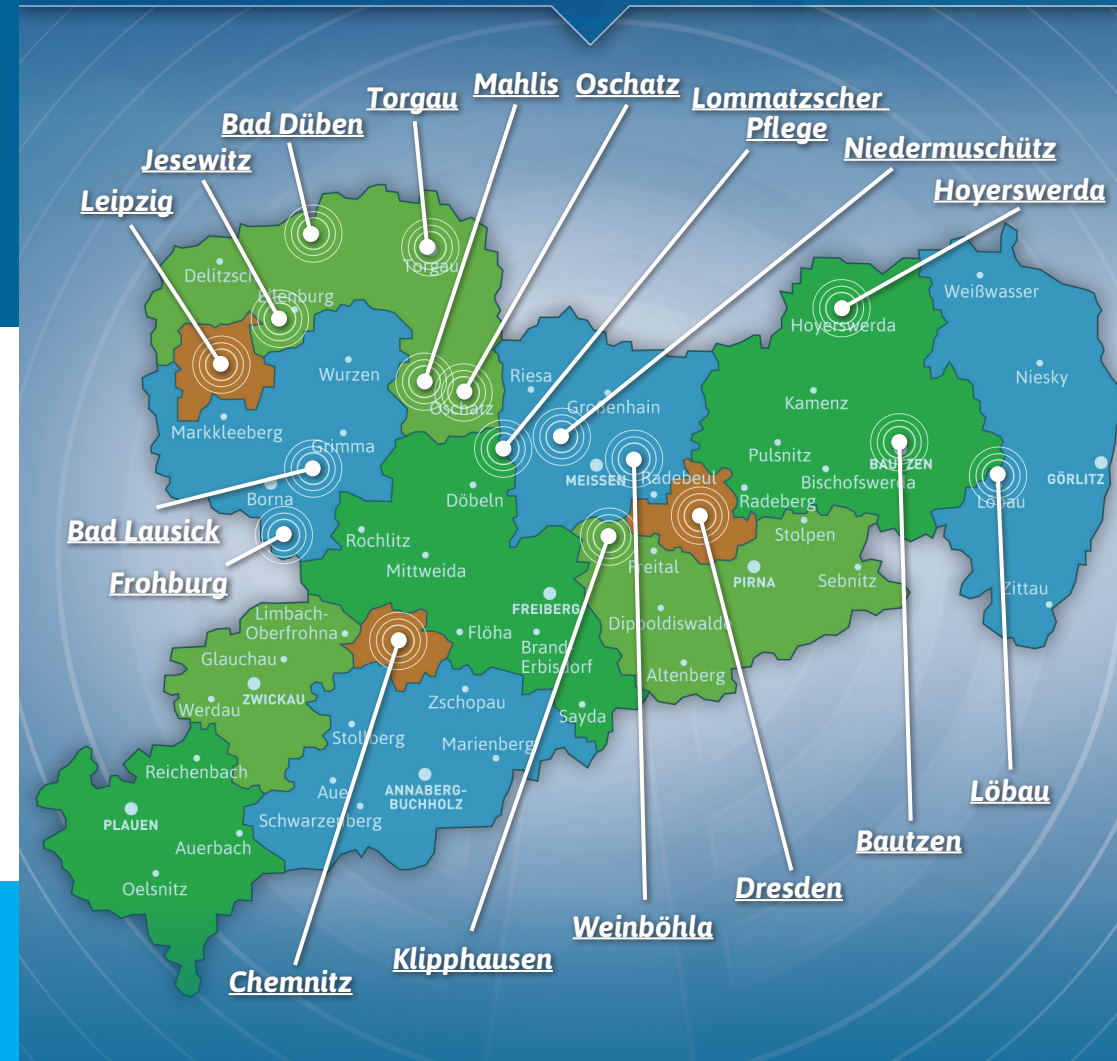 Mahlis
Oschatz
Torgau
Lommatzscher
Pflege
Bad Düben
Niedermuschütz
Jesewitz
Hoyerswerda
Leipzig
Delitzsch
Torgau
Eilenburg
Weißwasser
Hoyerswerda
Wurzen
Riesa
Niesky
Oschatz
Großenhain
Kamenz
Markkleeberg
Grimma
Pulsnitz
BAUTZEN
MEISSEN
Radebeul
Bischofswerda
GÖRLITZ
Borna
Döbeln
Radeberg
Löbau
Bad Lausick
Stolpen
Rochlitz
Mittweida
Freital
PIRNA
Sebnitz
Frohburg
Zittau
FREIBERG
Limbach-
Oberfrohna
Flöha
Dippoldiswalde
Brand-
Erbisdorf
Glauchau
Altenberg
ZWICKAU
Werdau
Zschopau
Sayda
Stollberg
Marienberg
Reichenbach
Aue
ANNABERG-
BUCHHOLZ
Löbau
PLAUEN
Schwarzenberg
Auerbach
Bautzen
Oelsnitz
Dresden
Weinböhla
Klipphausen
Chemnitz